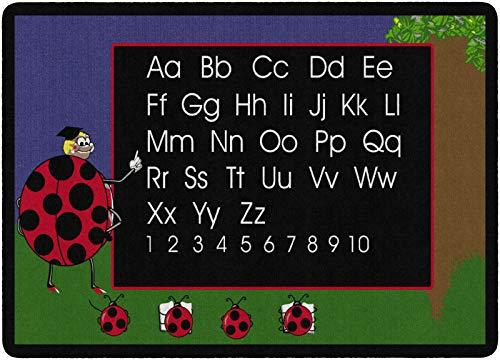 Aa Bb Cc Dd Ee
Ff Gg Hh Ii Jj Kk Ll
Mm Nn Oo Pp Qq
Rr Ss Tt Uu Vv Ww
Xx Yy Zz
1 2 3 4 5 6 7 8 9 10